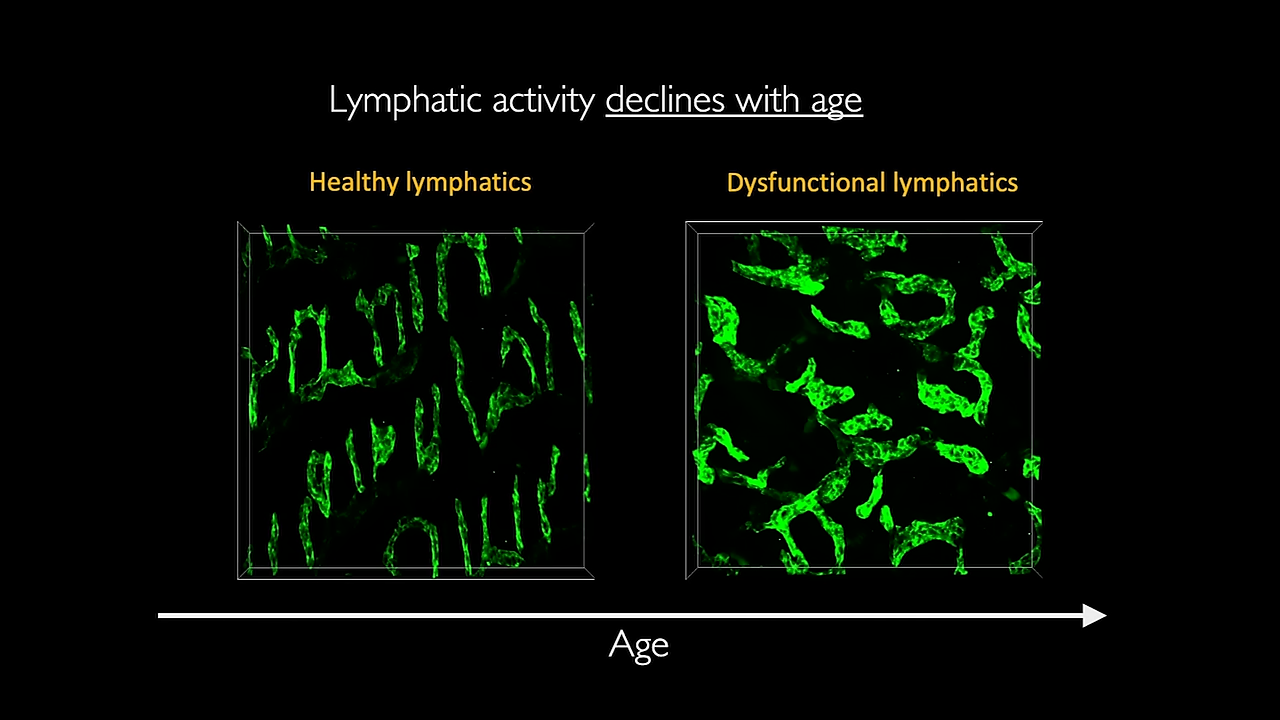 Lymphatic activity declines with age
Healthy lymphatics
Dysfunctional lymphatics
Age